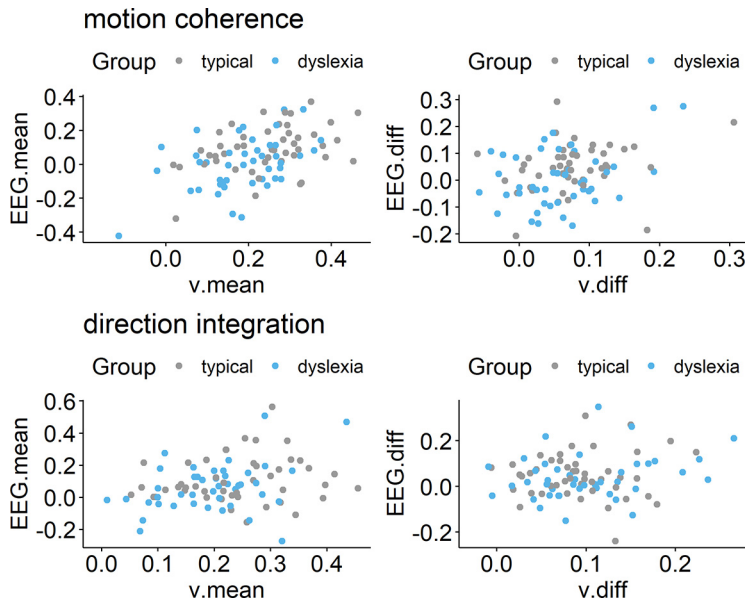 motion coherence
Group typical dyslexia Group typical dyslexia
EEG.mean
0.4
0.2
0.0
-0.2
-0.4
0.0 0.2 0.4
v.mean
EEG.diff
0.3
0.2
0.1
0.0
-0.1
-0.2
0.0 0.1 0.2 0.3
v.diff
direction integration
Group typical dyslexia Group typical dyslexia
EEG.mean
0.6
0.4
0.2
0.0
-0.2
0.0 0.1 0.2 0.3 0.4
v.mean
EEG.diff
0.2
0.0
-0.2
0.0 0.1 0.2
v.diff